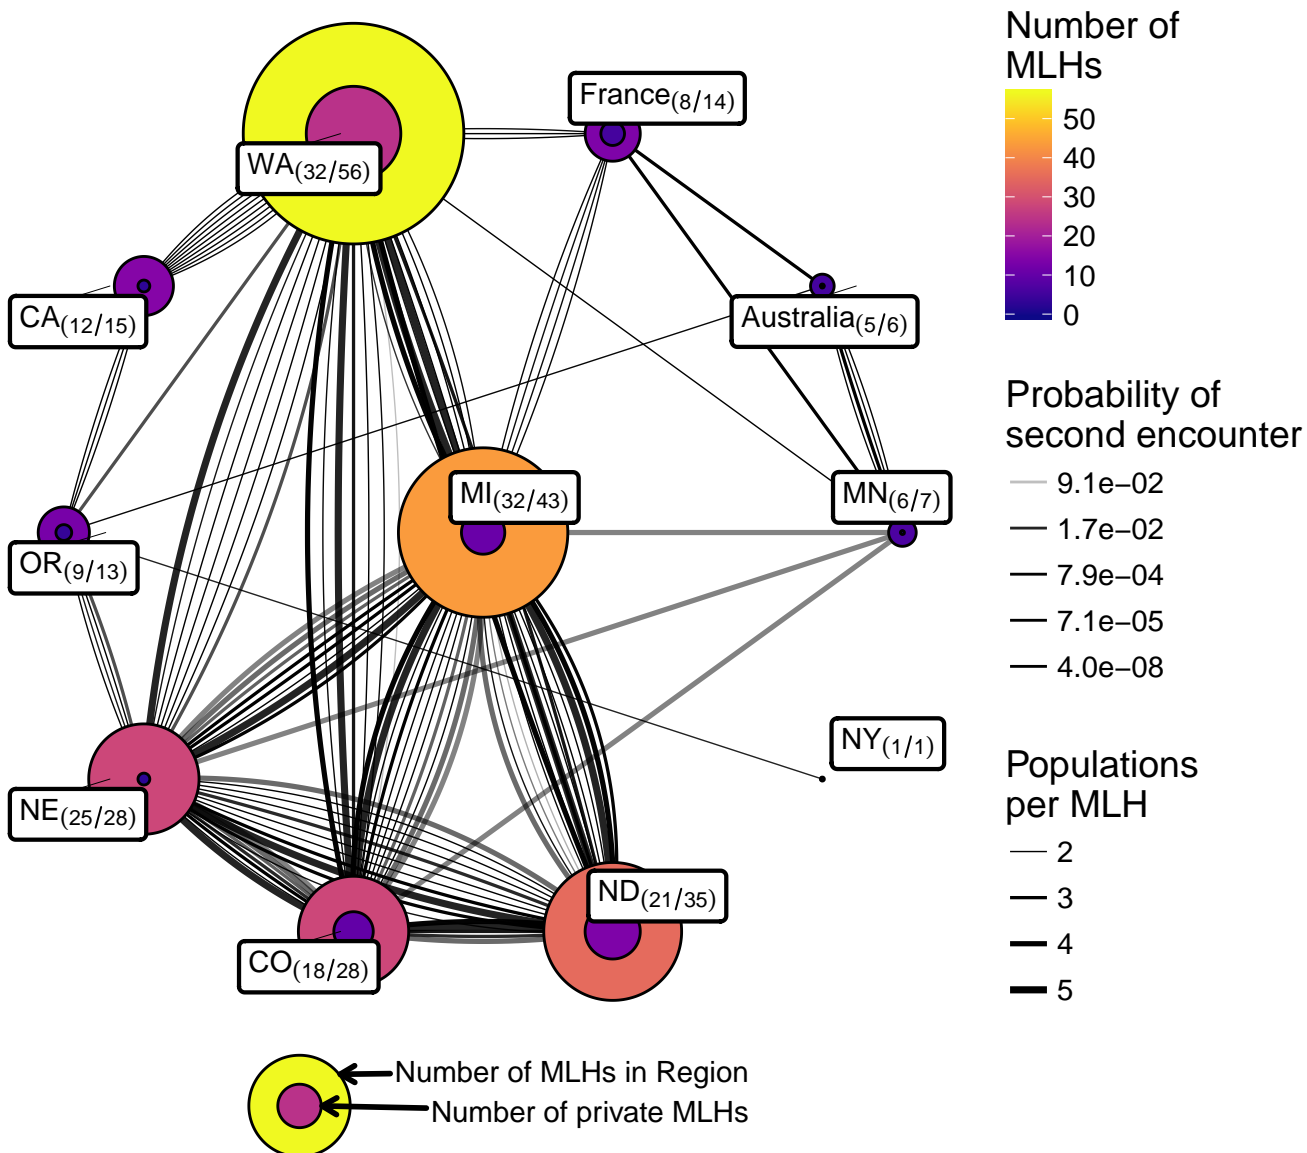 Number of
MLHs
50
40
30
20
10
0
France(8/14)
WA(32/56)
CA(12/15)
Australia(5/6)
Probability of
second encounter
9.1e−02
1.7e−02
7.9e−04
7.1e−05
4.0e−08
MI(32/43)
MN(6/7)
OR(9/13)
NY(1/1)
Populations
per MLH
2
3
4
5
NE(25/28)
ND(21/35)
CO(18/28)
Number of MLHs in Region
Number of private MLHs